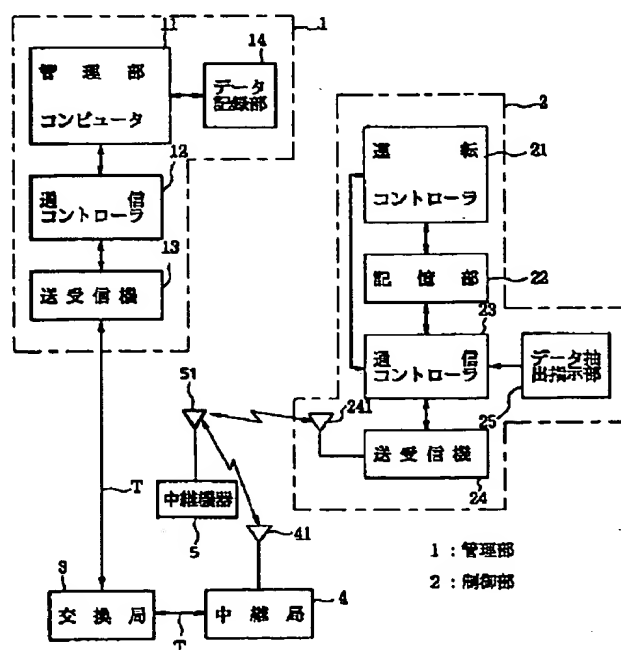 11
1
管理部
コンピュータ
14
データ
記録部
12
通信
コントローラ
13
送受信機
2
運転
コントローラ
21
記憶部
22
23
通信
コントローラ
データ抽
出指示部
25
送受信機
24
241
51
中継機器
5
41
T
3
交換局
T
中継局
4
1:管理部
2:制御部